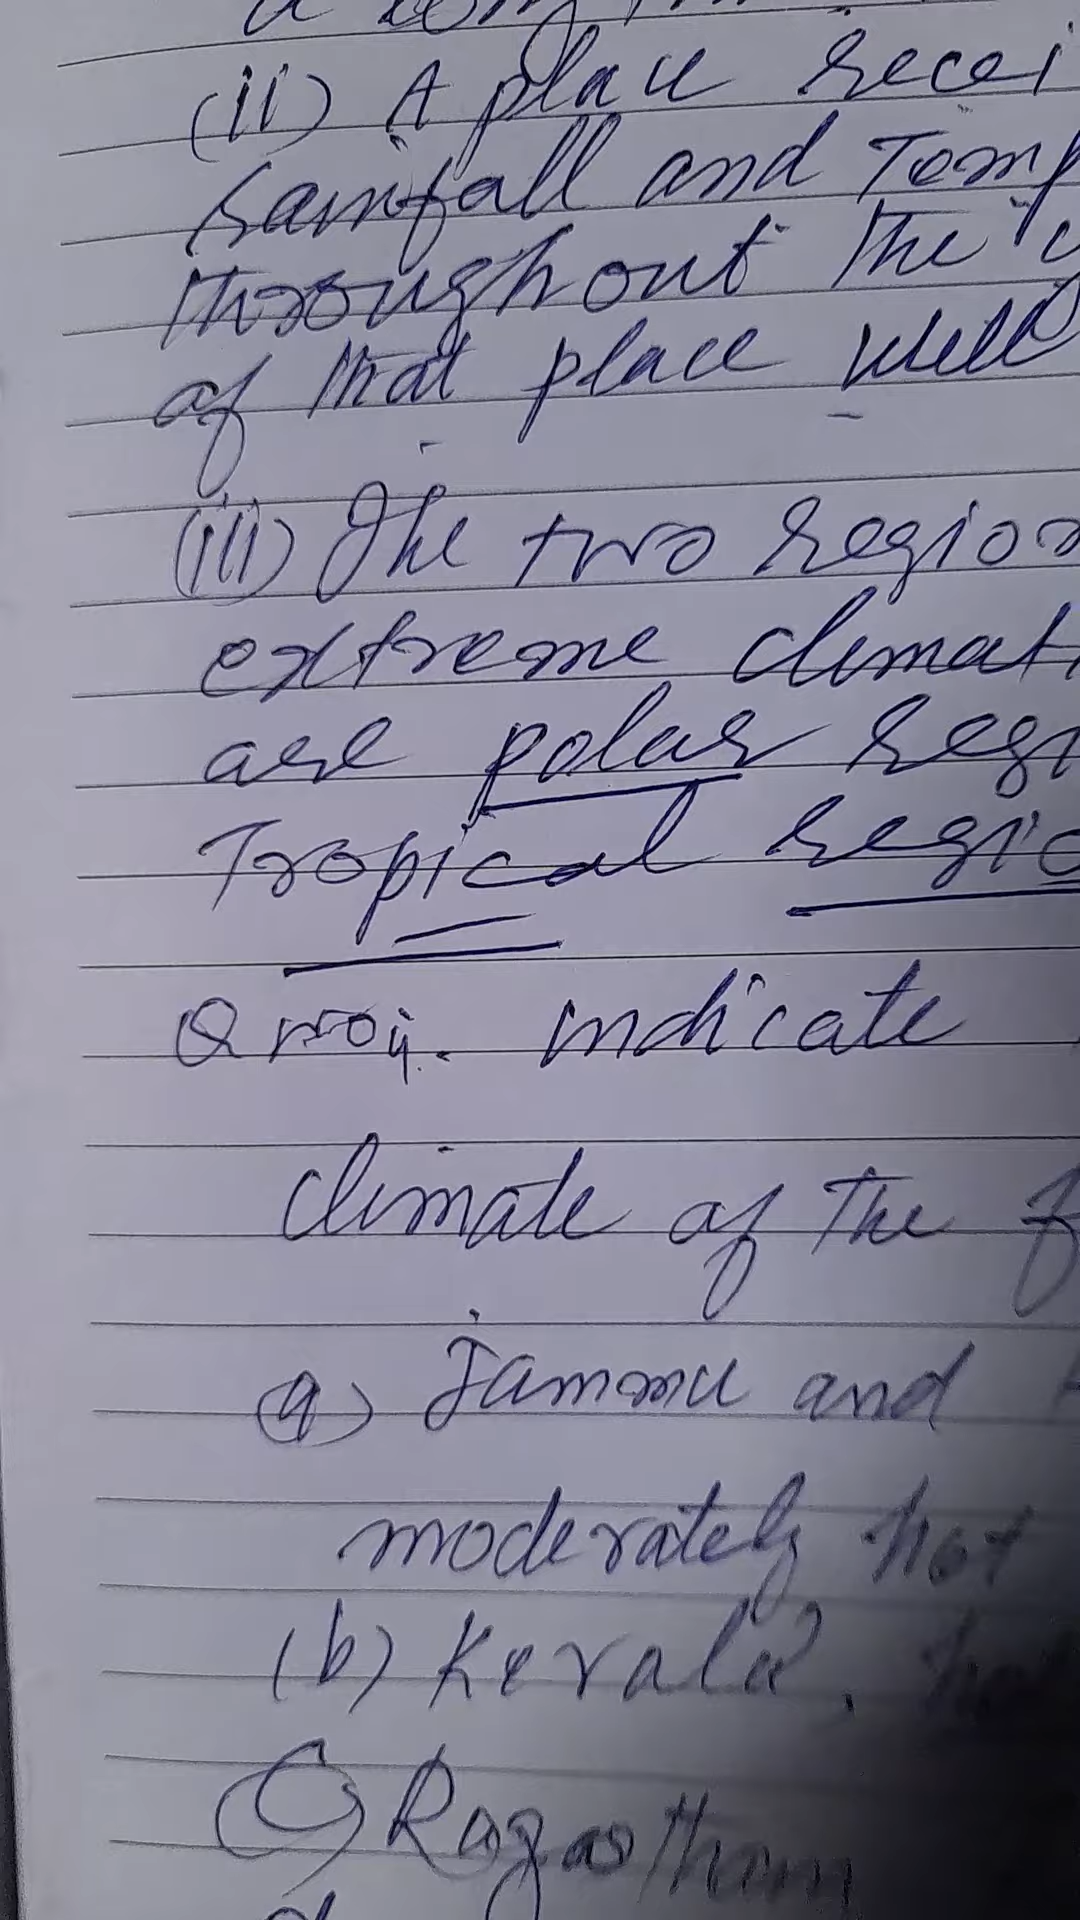 (ii) A place recei
rainfall and Temp
throughout the y
of that place will
(iii) The two region
extreme climat
are polar regi
Tropical regio
Q no 4. indicate
climate of the f
a) Jammu and
moderately hot
(b) Kerala.
C) Rajasthan